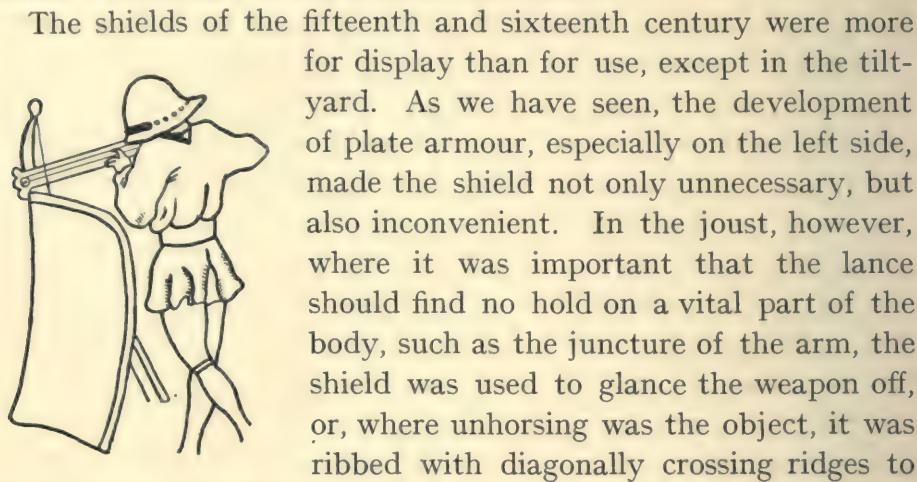 The shields of the fifteenth and sixteenth century were more
for display than for use, except in the tilt-
yard. As we have seen, the development
of plate armour, especially on the left side,
made the shield not only unnecessary, but
also inconvenient. In the joust, however,
where it was important that the lance
should find no hold on a vital part of the
body, such as the juncture of the arm, the
shield was used to glance the weapon off,
or, where unhorsing was the object, it was
ribbed with diagonally crossing ridges to